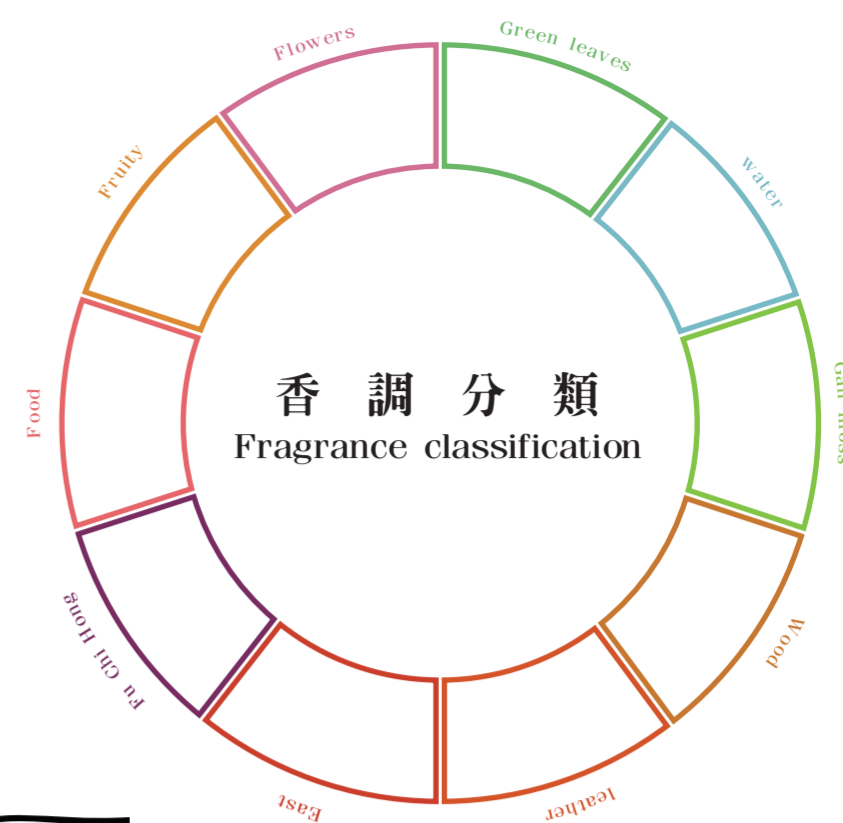 Flowers
Green leaves
water
Wood
leather
East
Fu Chi Hong
Food
Fruity
香調分類
Fragrance classification